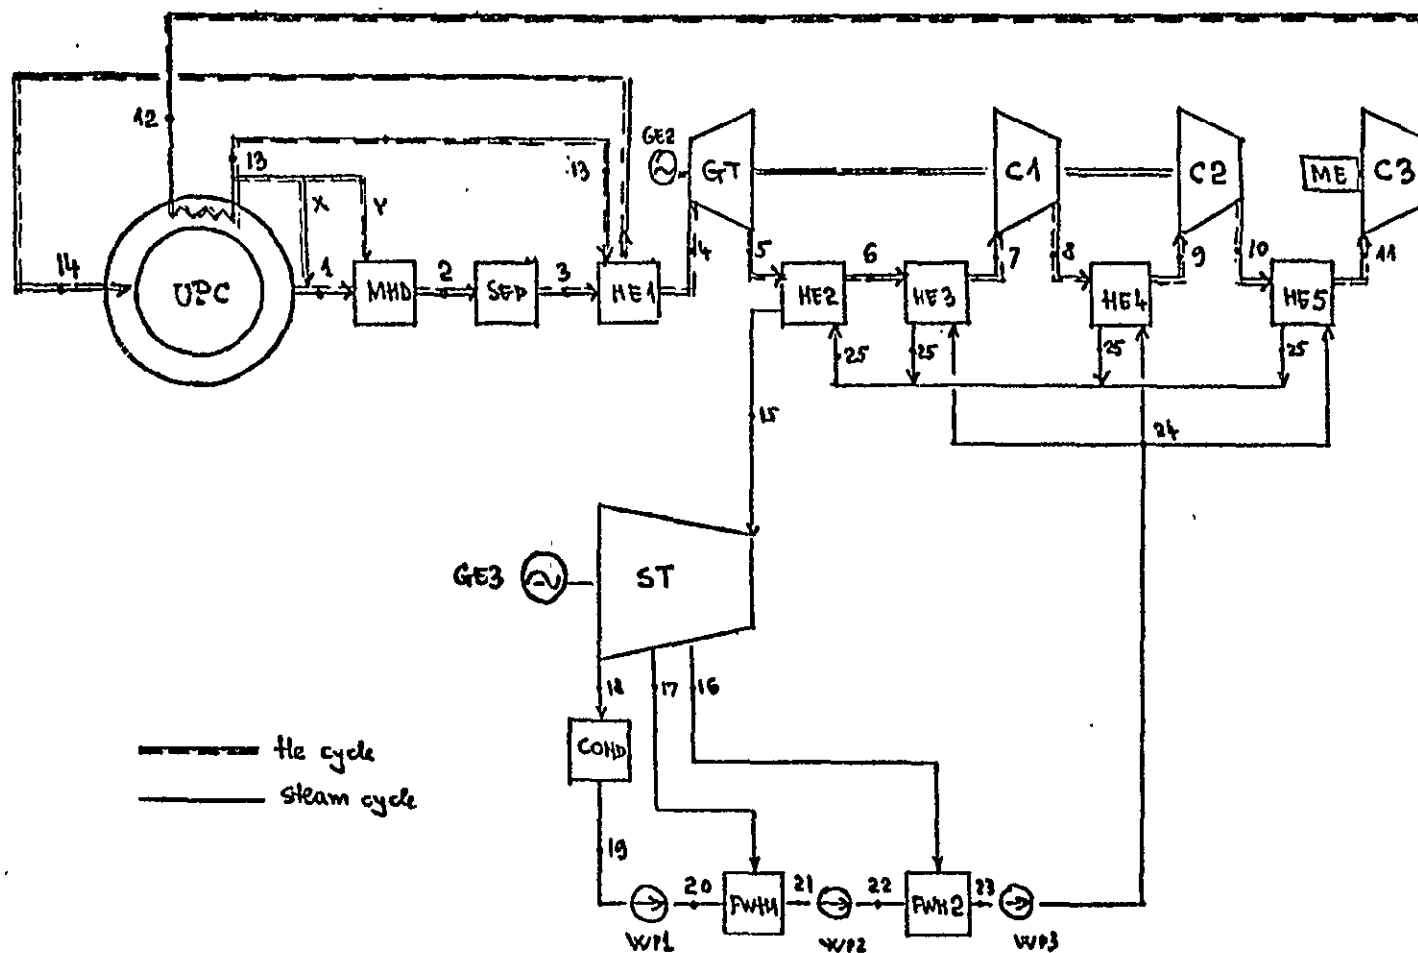 12
13
13
X
Y
14
UPC
1
MHD
2
SEP
3
HE1
4
GE2
GT
5
HE2
6
HE3
7
C1
8
HE4
9
C2
10
HE5
11
ME
C3
25
25
25
25
15
24
GE3
ST
18
17
16
COND
He cycle
steam cycle
19
20
FWH1
21
22
FWH2
23
WP1
WP2
WP3